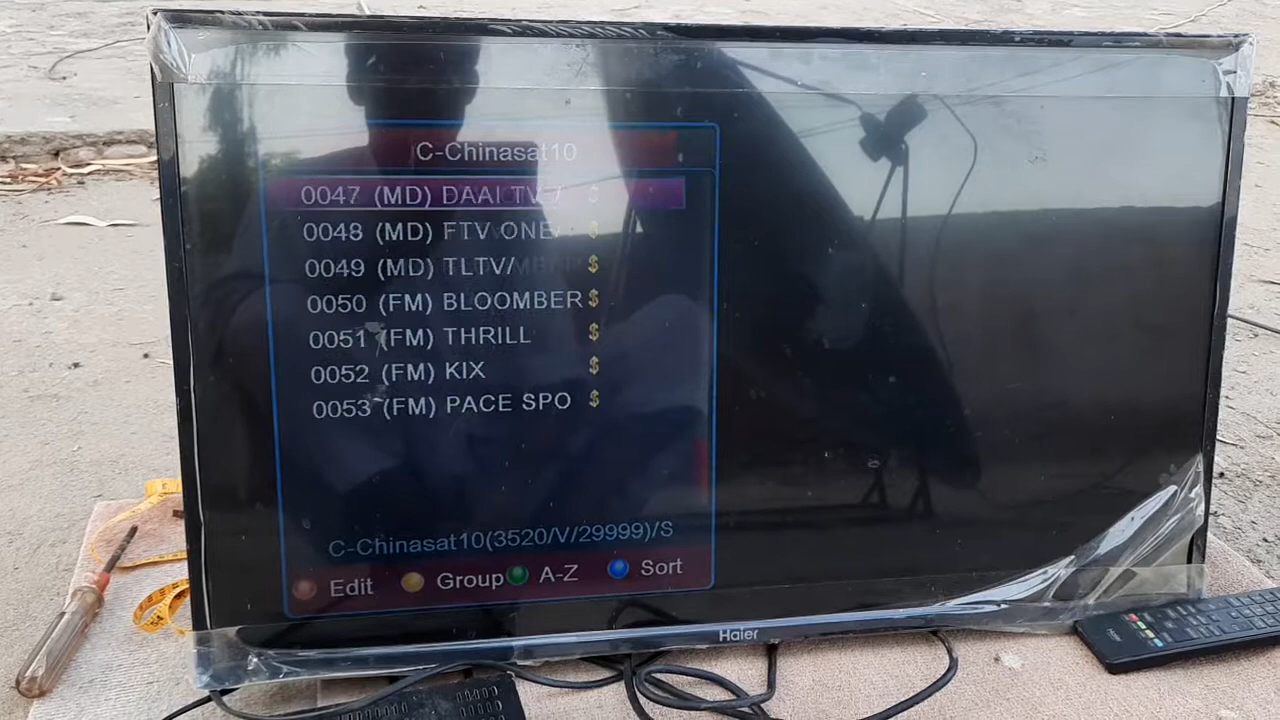 C-Chinasat10
0047 (MD) DAAI TV-/ $
0048 (MD) FTV ONE/ $
0049 (MD) TLTV/ $
0050 (FM) BLOOMBER $
0051 (FM) THRILL $
0052 (FM) KIX $
0053 (FM) PACE SPO $
C-Chinasat10(3520/V/29999)/S
Edit Group A-Z Sort
Haier